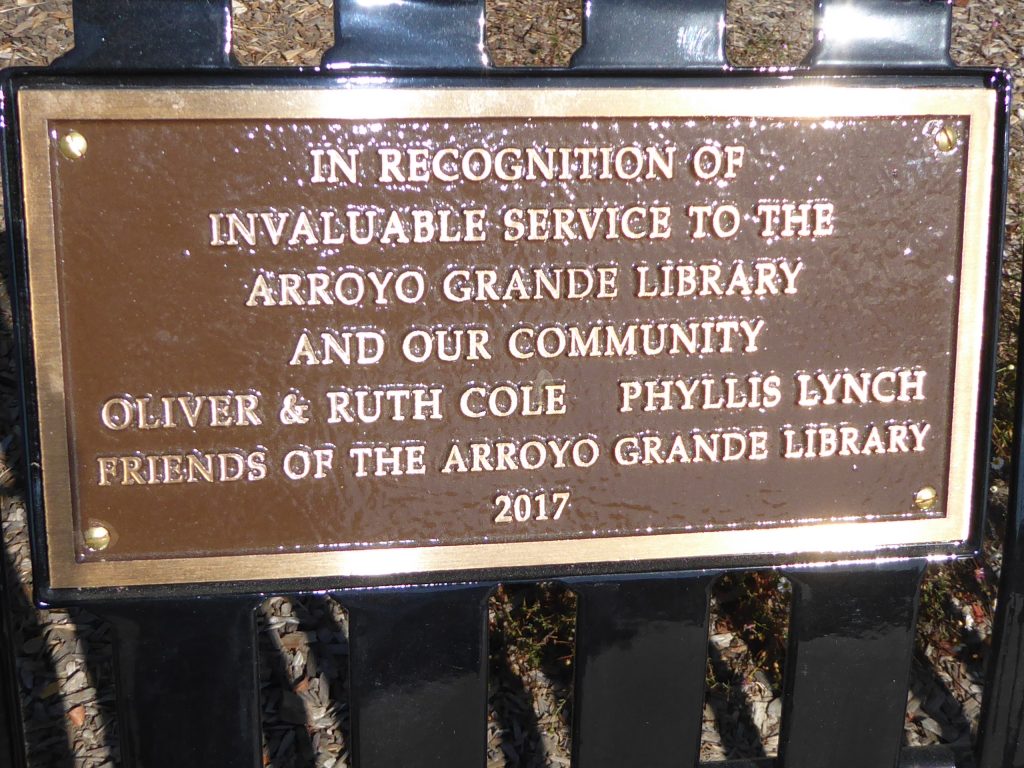 IN RECOGNITION OF
INVALUABLE SERVICE TO THE
ARROYO GRANDE LIBRARY
AND OUR COMMUNITY
OLIVER & RUTH COLE PHYLLIS LYNCH
FRIENDS OF THE ARROYO GRANDE LIBRARY
2017